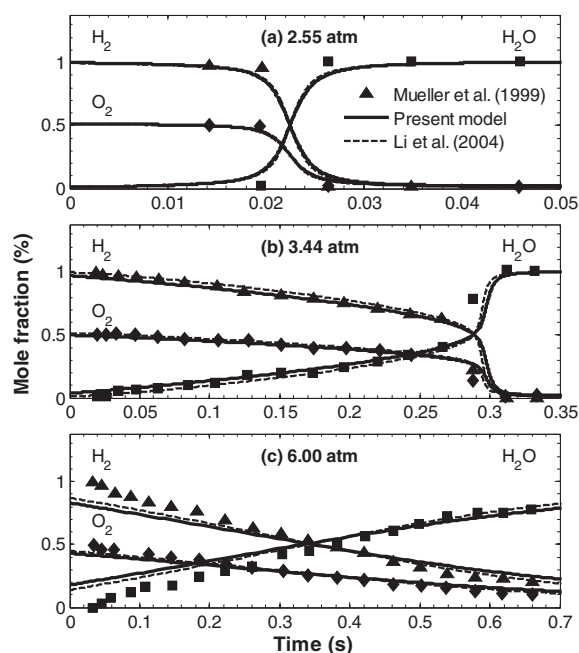 H2 (a) 2.55 atm H2O
1
Mueller et al. (1999)
O2
Present model
0.5
Li et al. (2004)
0
0.00 0.01 0.02 0.03 0.04 0.05
H2 (b) 3.44 atm H2O
1
O2
0.5
0
0 0.05 0.1 0.15 0.2 0.25 0.3 0.35
Mole fraction (%)
H2 (c) 6.00 atm H2O
1
O2
0.5
0
0 0.1 0.2 0.3 0.4 0.5 0.6 0.7
Time (s)